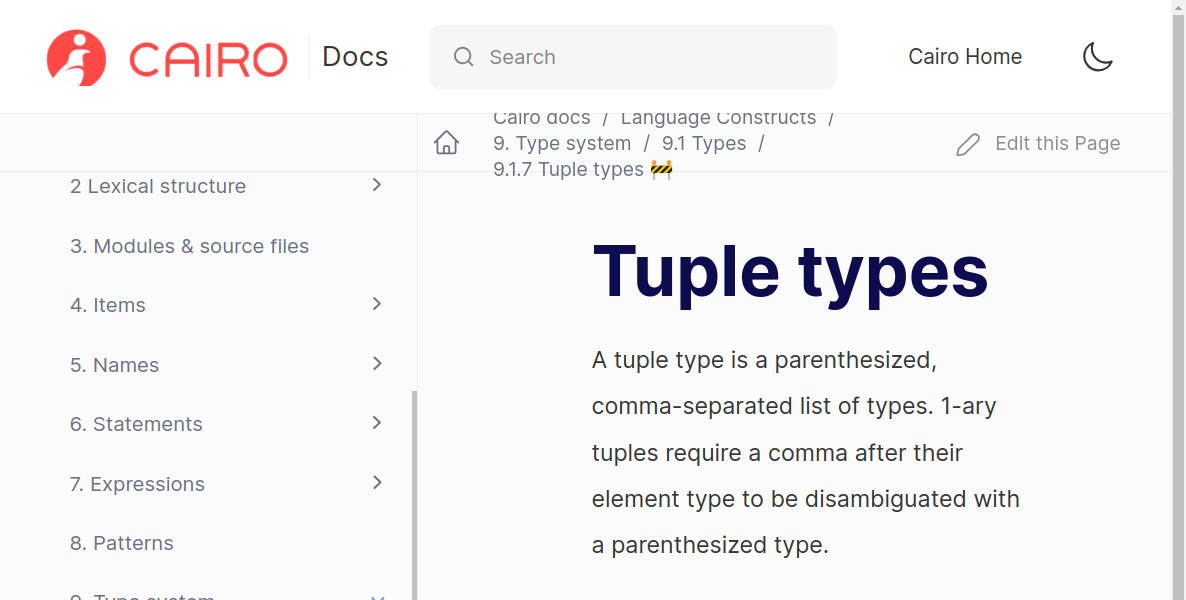 CAIRO Docs
Search
Cairo Home
Cairo docs / Language Constructs /
9. Type system / 9.1 Types /
9.1.7 Tuple types 🚧
Edit this Page
2 Lexical structure
3. Modules & source files
4. Items
5. Names
6. Statements
7. Expressions
8. Patterns
9. Type system
Tuple types
A tuple type is a parenthesized,
comma-separated list of types. 1-ary
tuples require a comma after their
element type to be disambiguated with
a parenthesized type.